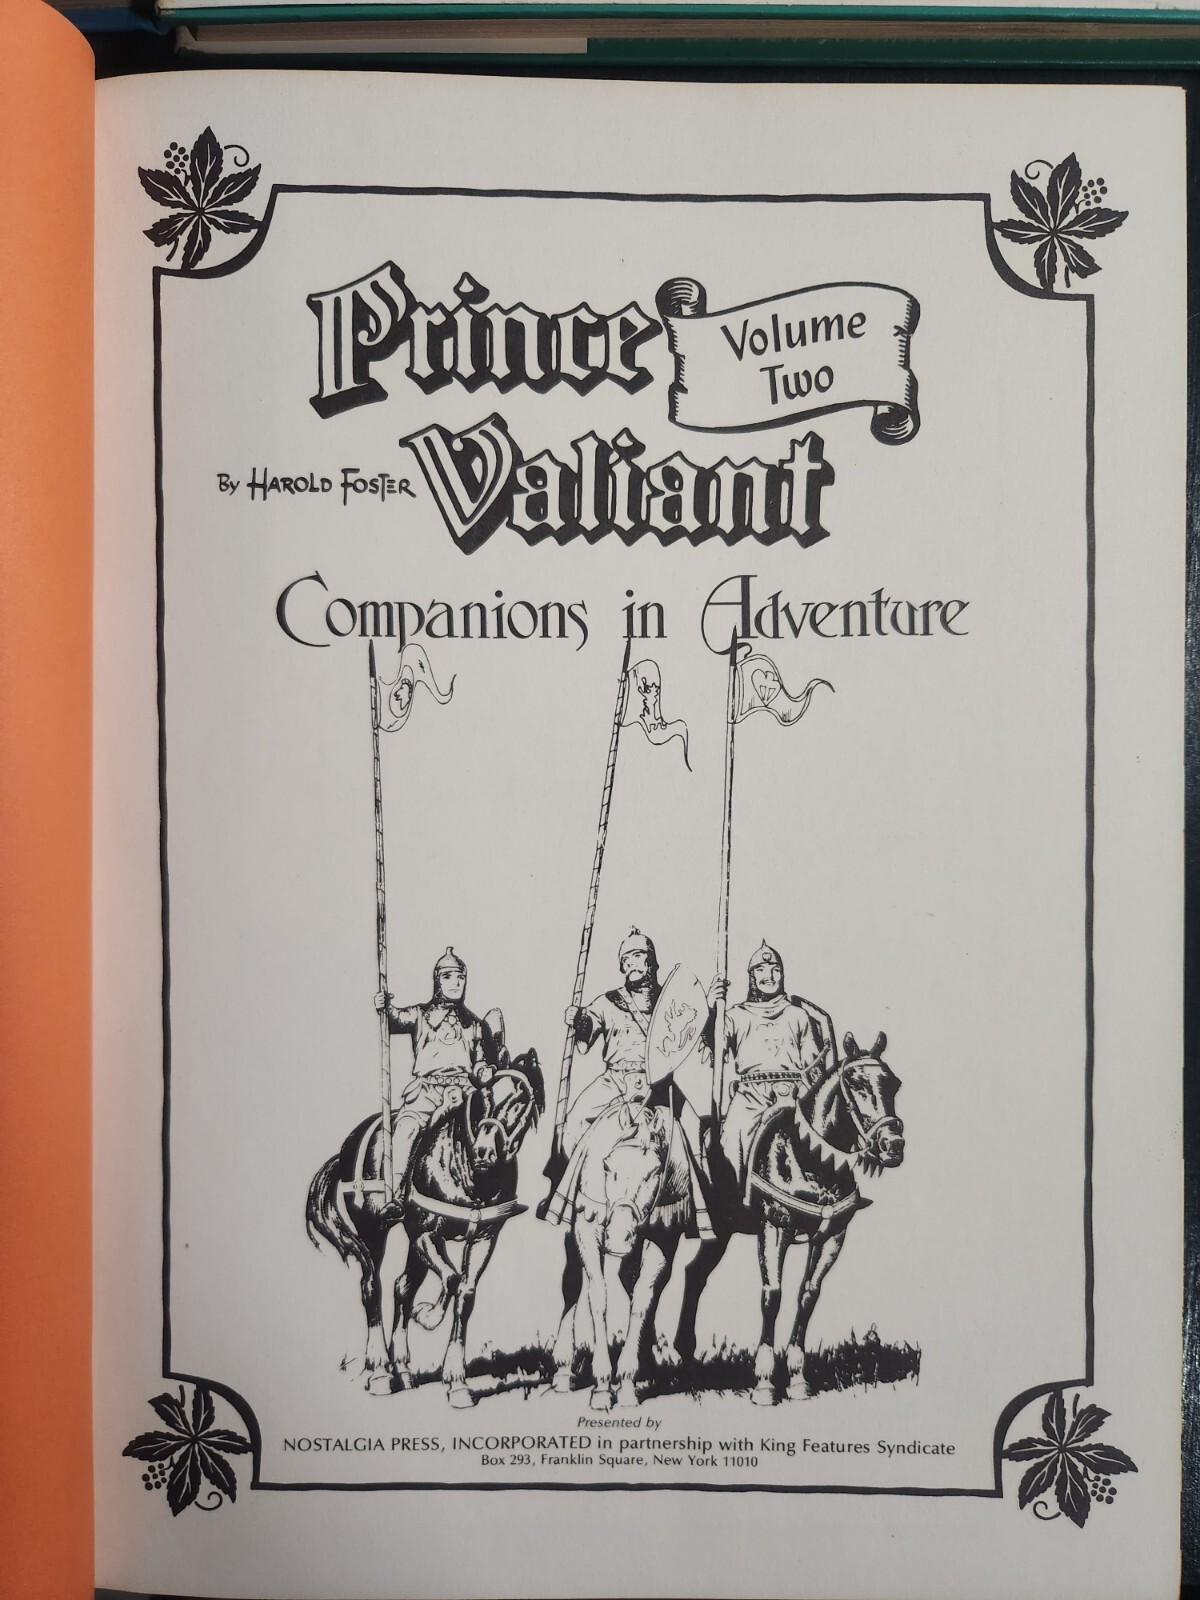 Prince
Volume
Two
Valiant
By HAROLD FOSTER
Companions in Adventure
Presented by
NOSTALGIA PRESS, INCORPORATED in partnership with King Features Syndicate
Box 293, Franklin Square, New York 11010